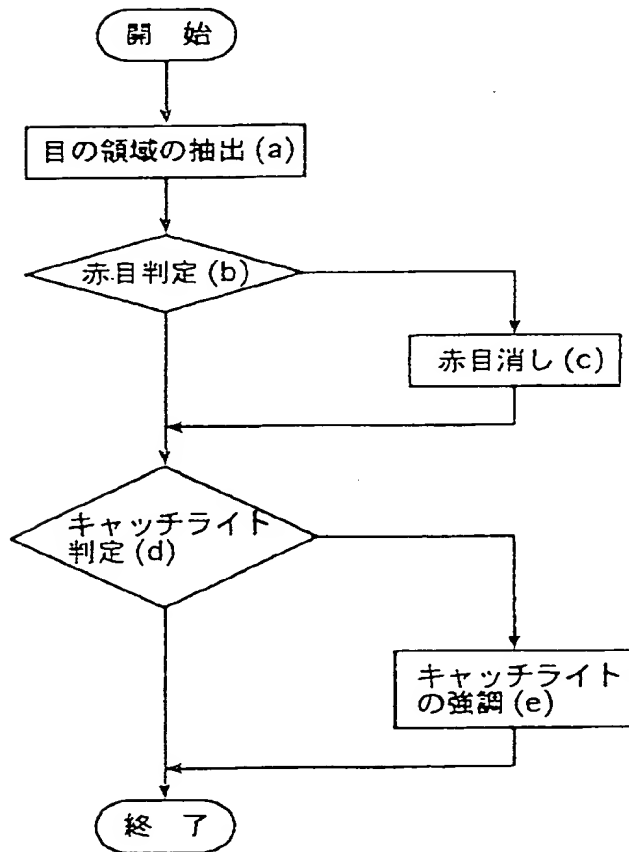 開 始
目の領域の抽出(a)
赤目判定(b)
赤目消し(c)
キャッチライト
判定(d)
キャッチライト
の強調(e)
終 了